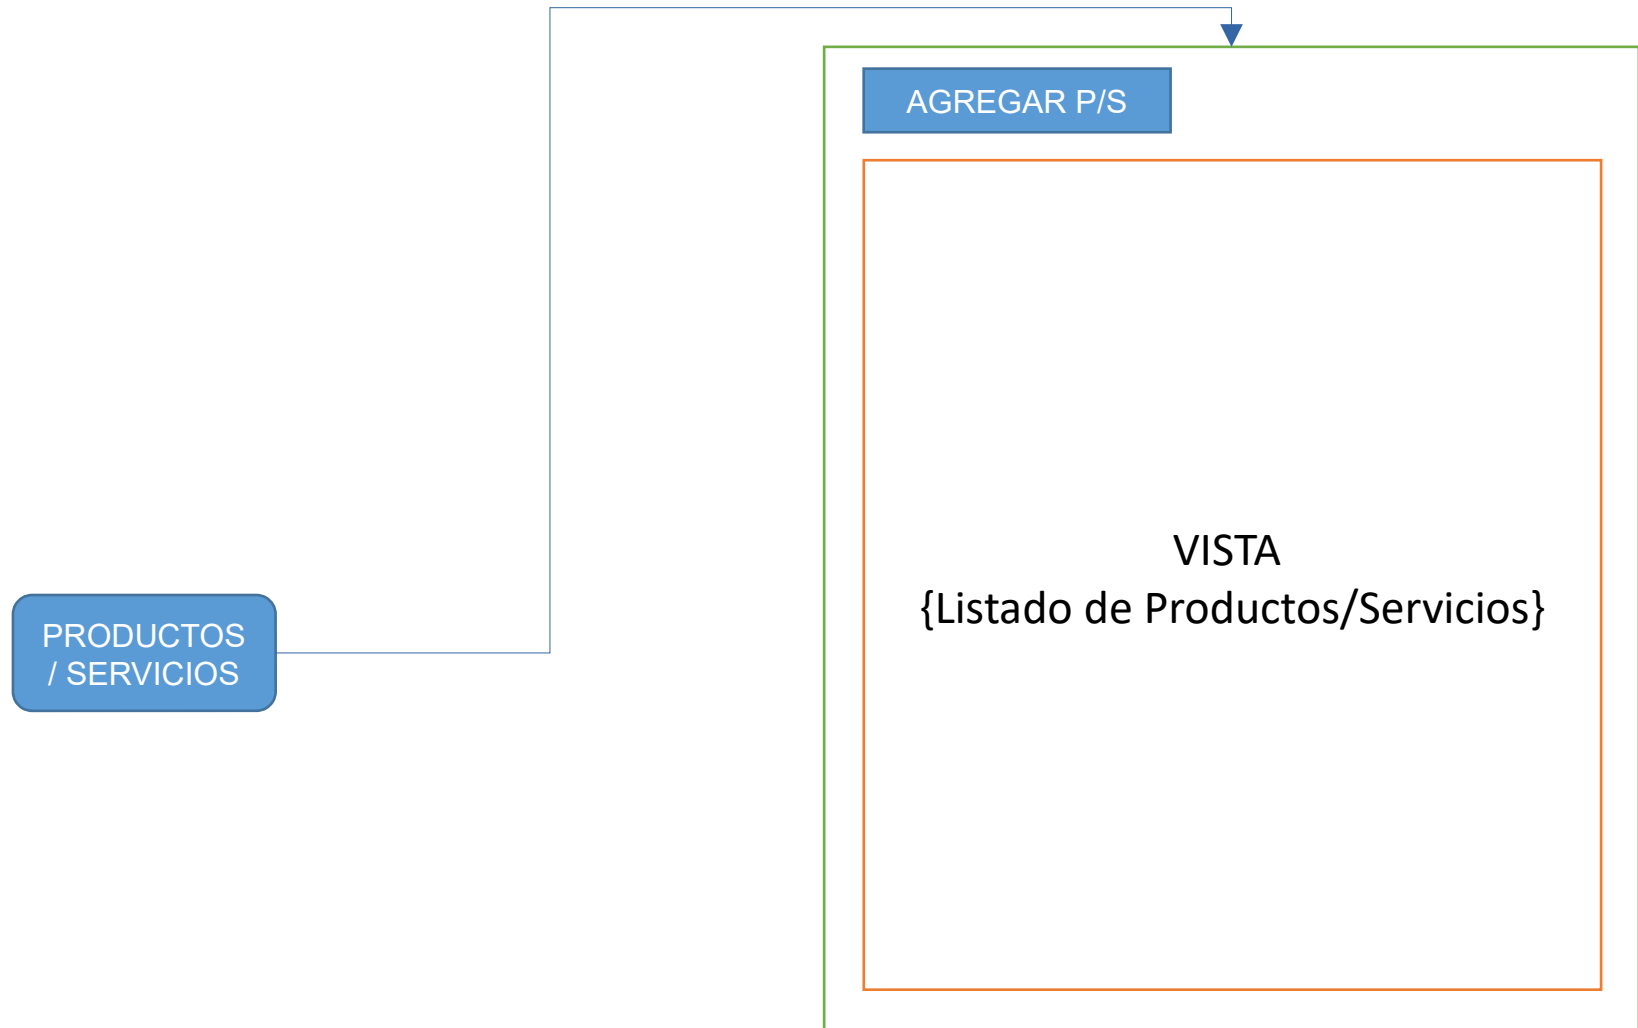 AGREGAR P/S
VISTA
{Listado de Productos/Servicios}
PRODUCTOS
/ SERVICIOS